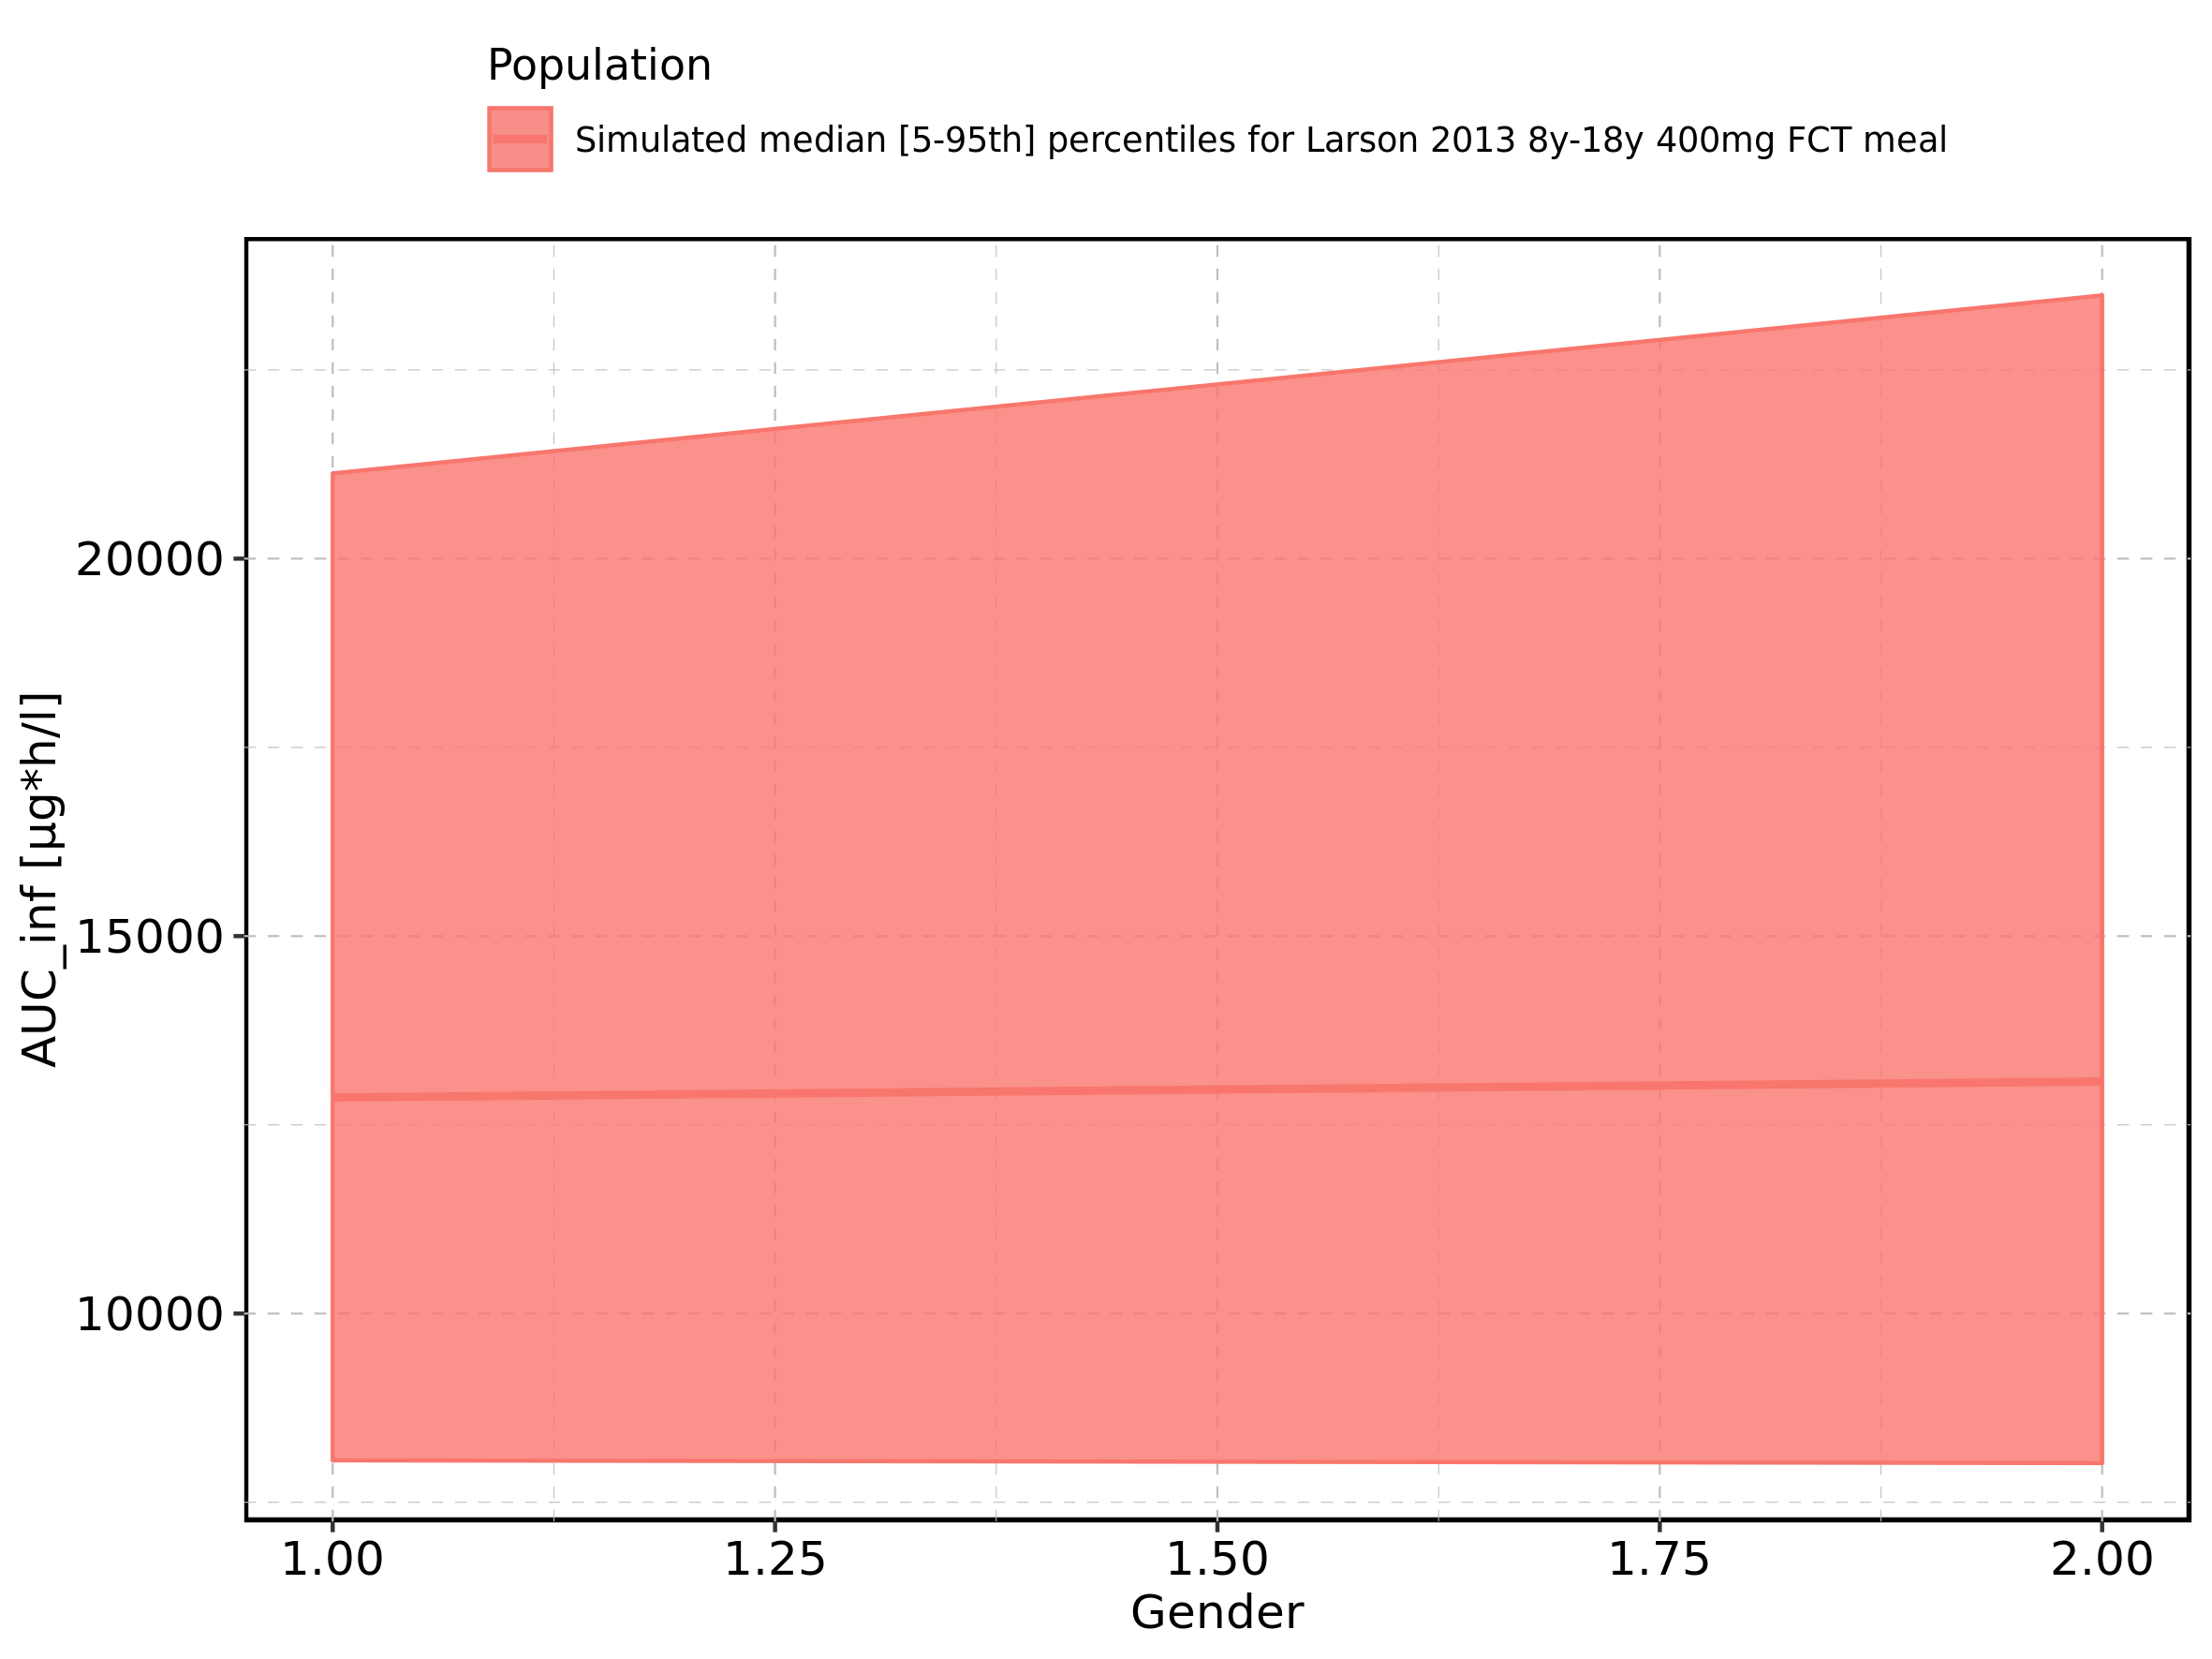 Population
Simulated median [5-95th] percentiles for Larson 2013 8y-18y 400mg FCT meal
AUC_inf [µg*h/l]
20000
15000
10000
1.00 1.25 1.50 1.75 2.00
Gender